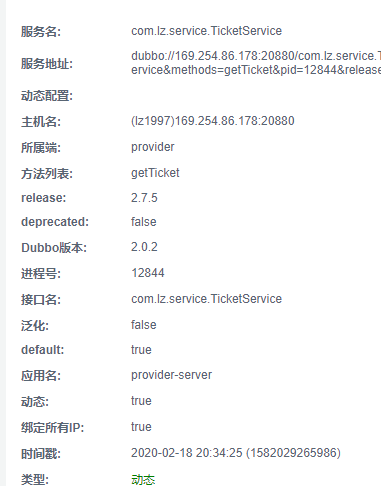 服务名: com.lz.service.TicketService
服务地址: dubbo://169.254.86.178:20880/com.lz.service.T
ervice&methods=getTicket&pid=12844&release
动态配置:
主机名: (lz1997)169.254.86.178:20880
所属端: provider
方法列表: getTicket
release: 2.7.5
deprecated: false
Dubbo版本: 2.0.2
进程号: 12844
接口名: com.lz.service.TicketService
泛化: false
default: true
应用名: provider-server
动态: true
绑定所有IP: true
时间戳: 2020-02-18 20:34:25 (1582029265986)
类型: 动态